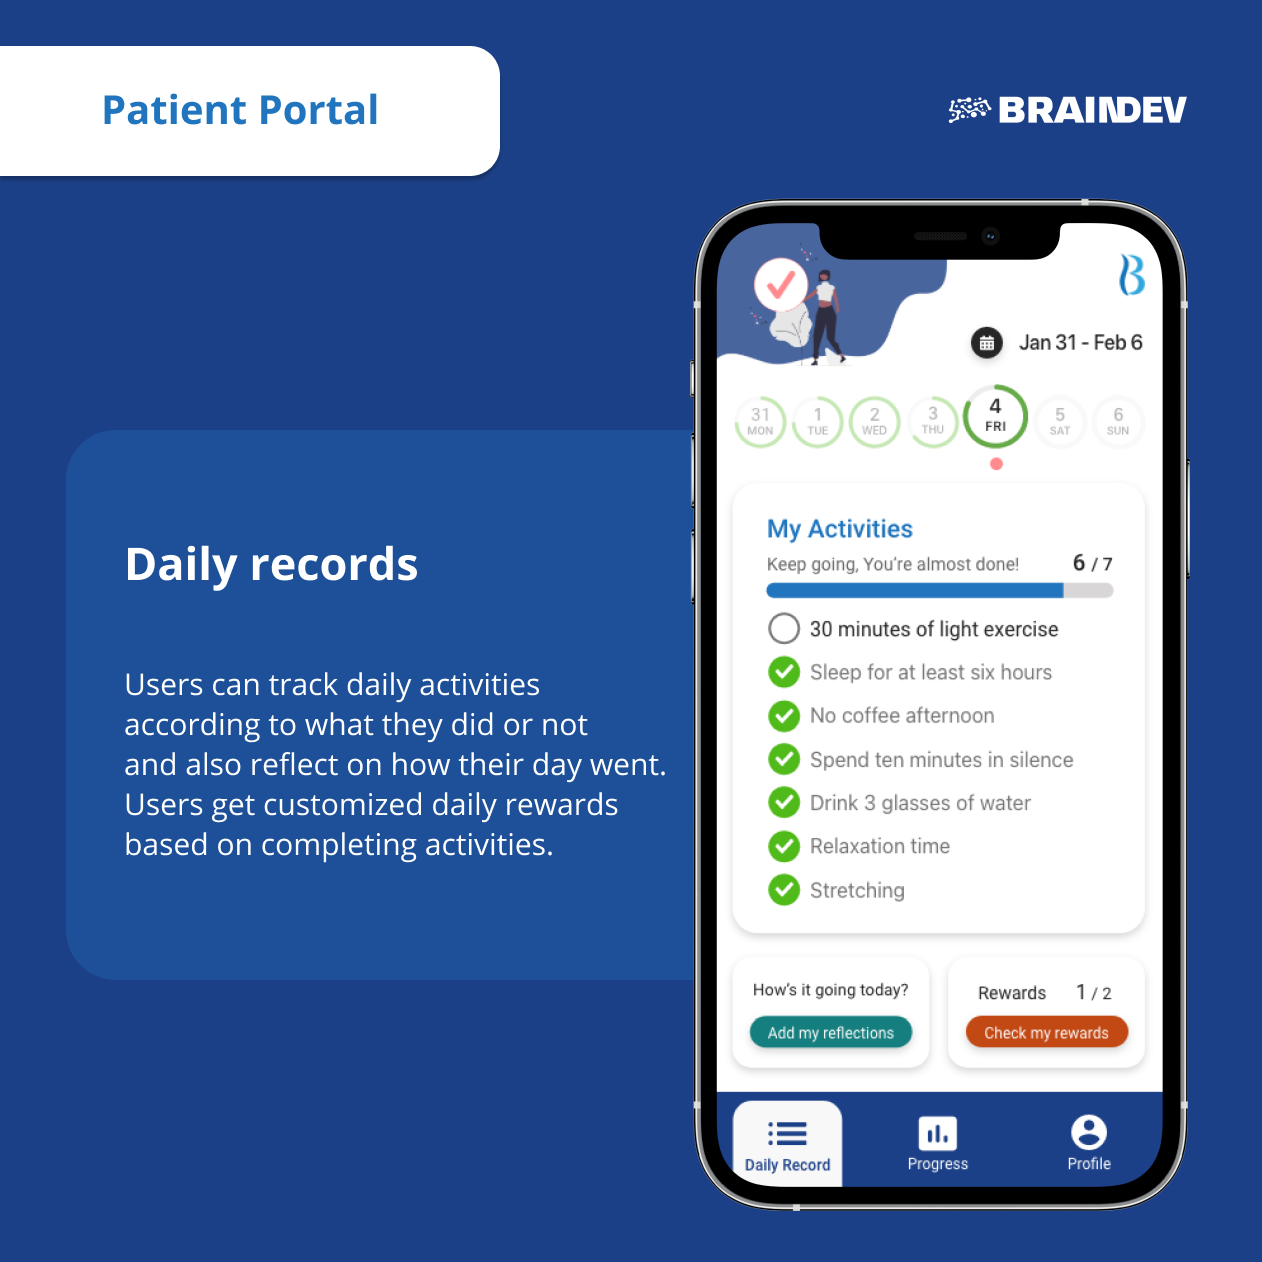 Patient Portal
BRAINDEV
Daily records
Users can track daily activities
according to what they did or not
and also reflect on how their day went.
Users get customized daily rewards
based on completing activities.
B
Jan 31 - Feb 6
31 1 2 3 4 5 6
MON TUE WED THU FRI SAT SUN
My Activities
Keep going, You're almost done! 6 / 7
30 minutes of light exercise
Sleep for at least six hours
No coffee afternoon
Spend ten minutes in silence
Drink 3 glasses of water
Relaxation time
Stretching
How's it going today?
Add my reflections
Rewards 1 / 2
Check my rewards
Daily Record Progress Profile